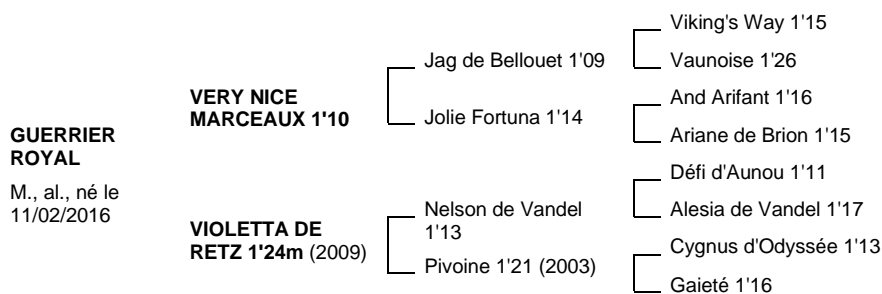 GUERRIER
ROYAL
M., al., né le
11/02/2016
VERY NICE
MARCEAUX 1'10
VIOLETTA DE
RETZ 1'24m (2009)
Jag de Bellouet 1'09
Jolie Fortuna 1'14
Nelson de Vandel
1'13
Pivoine 1'21 (2003)
Viking's Way 1'15
Vaunoise 1'26
And Arifant 1'16
Ariane de Brion 1'15
Défi d'Aunou 1'11
Alesia de Vandel 1'17
Cygnus d'Odyssée 1'13
Gaieté 1'16